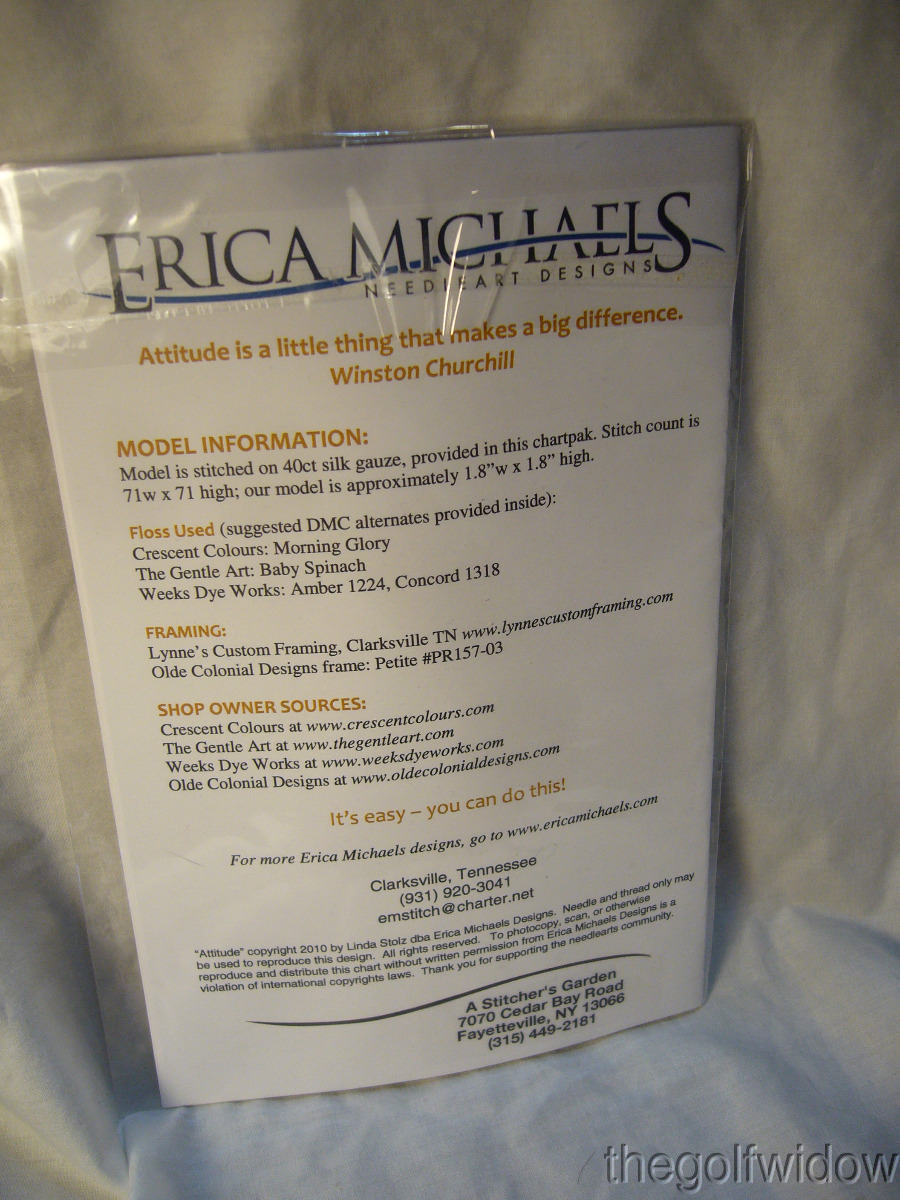 ERICA MICHAELS
NEEDLEART DESIGNS
Attitude is a little thing that makes a big difference.
Winston Churchill
MODEL INFORMATION:
Model is stitched on 40ct silk gauze, provided in this chartpak. Stitch count is
71w x 71 high; our model is approximately 1.8”w x 1.8” high.
Floss Used (suggested DMC alternates provided inside):
Crescent Colours: Morning Glory
The Gentle Art: Baby Spinach
Weeks Dye Works: Amber 1224, Concord 1318
FRAMING:
Lynne's Custom Framing, Clarksville TN www.lynnescustomframing.com
Olde Colonial Designs frame: Petite #PR157-03
SHOP OWNER SOURCES:
Crescent Colours at www.crescentcolours.com
The Gentle Art at www.thegentleart.com
Weeks Dye Works at www.weeksdyeworks.com
Olde Colonial Designs at www.oldecolonialdesigns.com
It's easy – you can do this!
For more Erica Michaels designs, go to www.ericamichaels.com
Clarksville, Tennessee
(931) 920-3041
emstitch@charter.net
“Attitude” copyright 2010 by Linda Stolz dba Erica Michaels Designs. Needle and thread only may
be used to reproduce this design. All rights reserved. To photocopy, scan, or otherwise
reproduce and distribute this chart without written permission from Erica Michaels Designs is a
violation of international copyrights laws. Thank you for supporting the needlearts community.
A Stitcher's Garden
7070 Cedar Bay Road
Fayetteville, NY 13066
(315) 449-2181
thegolfwidow